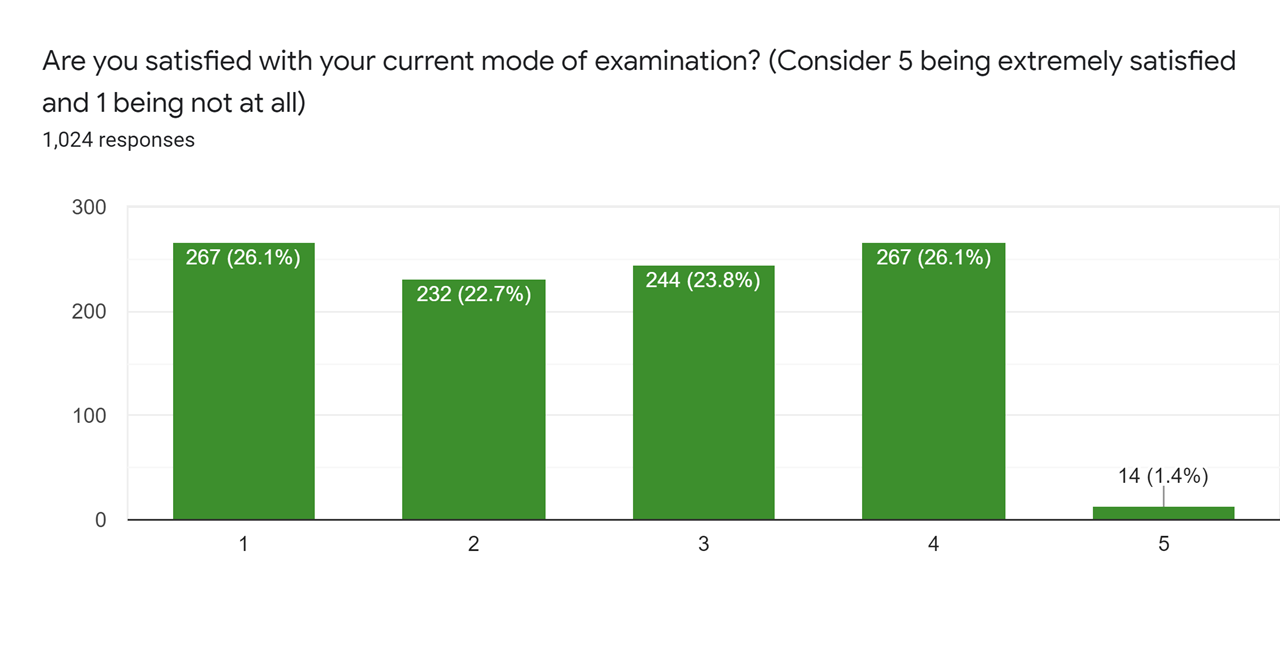 Are you satisfied with your current mode of examination? (Consider 5 being extremely satisfied
and 1 being not at all)
1,024 responses
300
200
100
0
267 (26.1%)
232 (22.7%)
244 (23.8%)
267 (26.1%)
14 (1.4%)
1 2 3 4 5